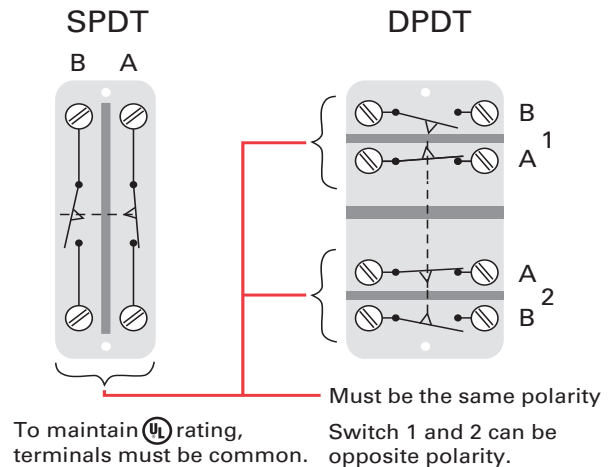 SPDT
B A
DPDT
B
1
A
A
2
B
Must be the same polarity
To maintain UL rating,
terminals must be common.
Switch 1 and 2 can be
opposite polarity.